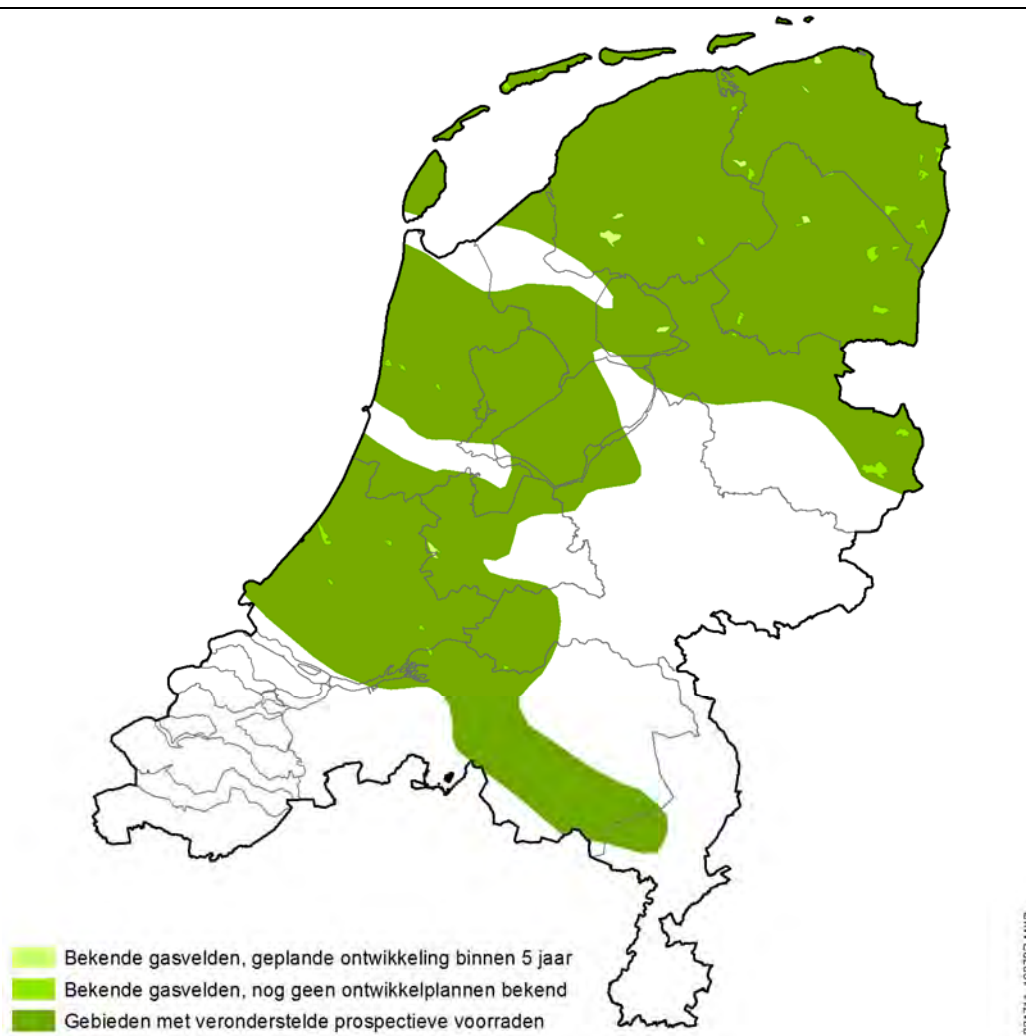 Bekende gasvelden, geplande ontwikkeling binnen 5 jaar
Bekende gasvelden, nog geen ontwikkelplannen bekend
Gebieden met veronderstelde prospectieve voorraden